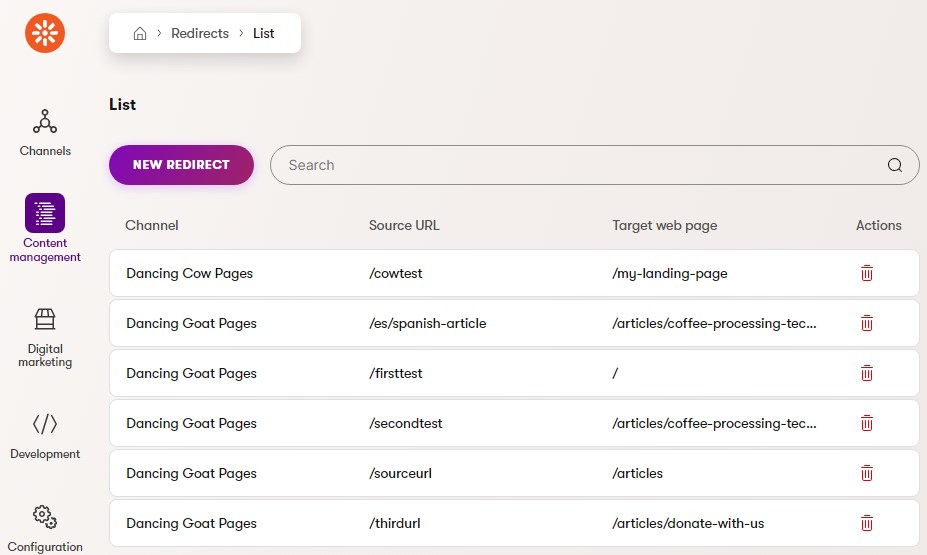 Redirects > List
List
NEW REDIRECT
Search
Channels
Content
management
Digital
marketing
Development
Configuration
Channel Source URL Target web page Actions
Dancing Cow Pages /cowtest /my-landing-page
Dancing Goat Pages /es/spanish-article /articles/coffee-processing-tec...
Dancing Goat Pages /firsttest /
Dancing Goat Pages /secondtest /articles/coffee-processing-tec...
Dancing Goat Pages /sourceurl /articles
Dancing Goat Pages /thirdurl /articles/donate-with-us